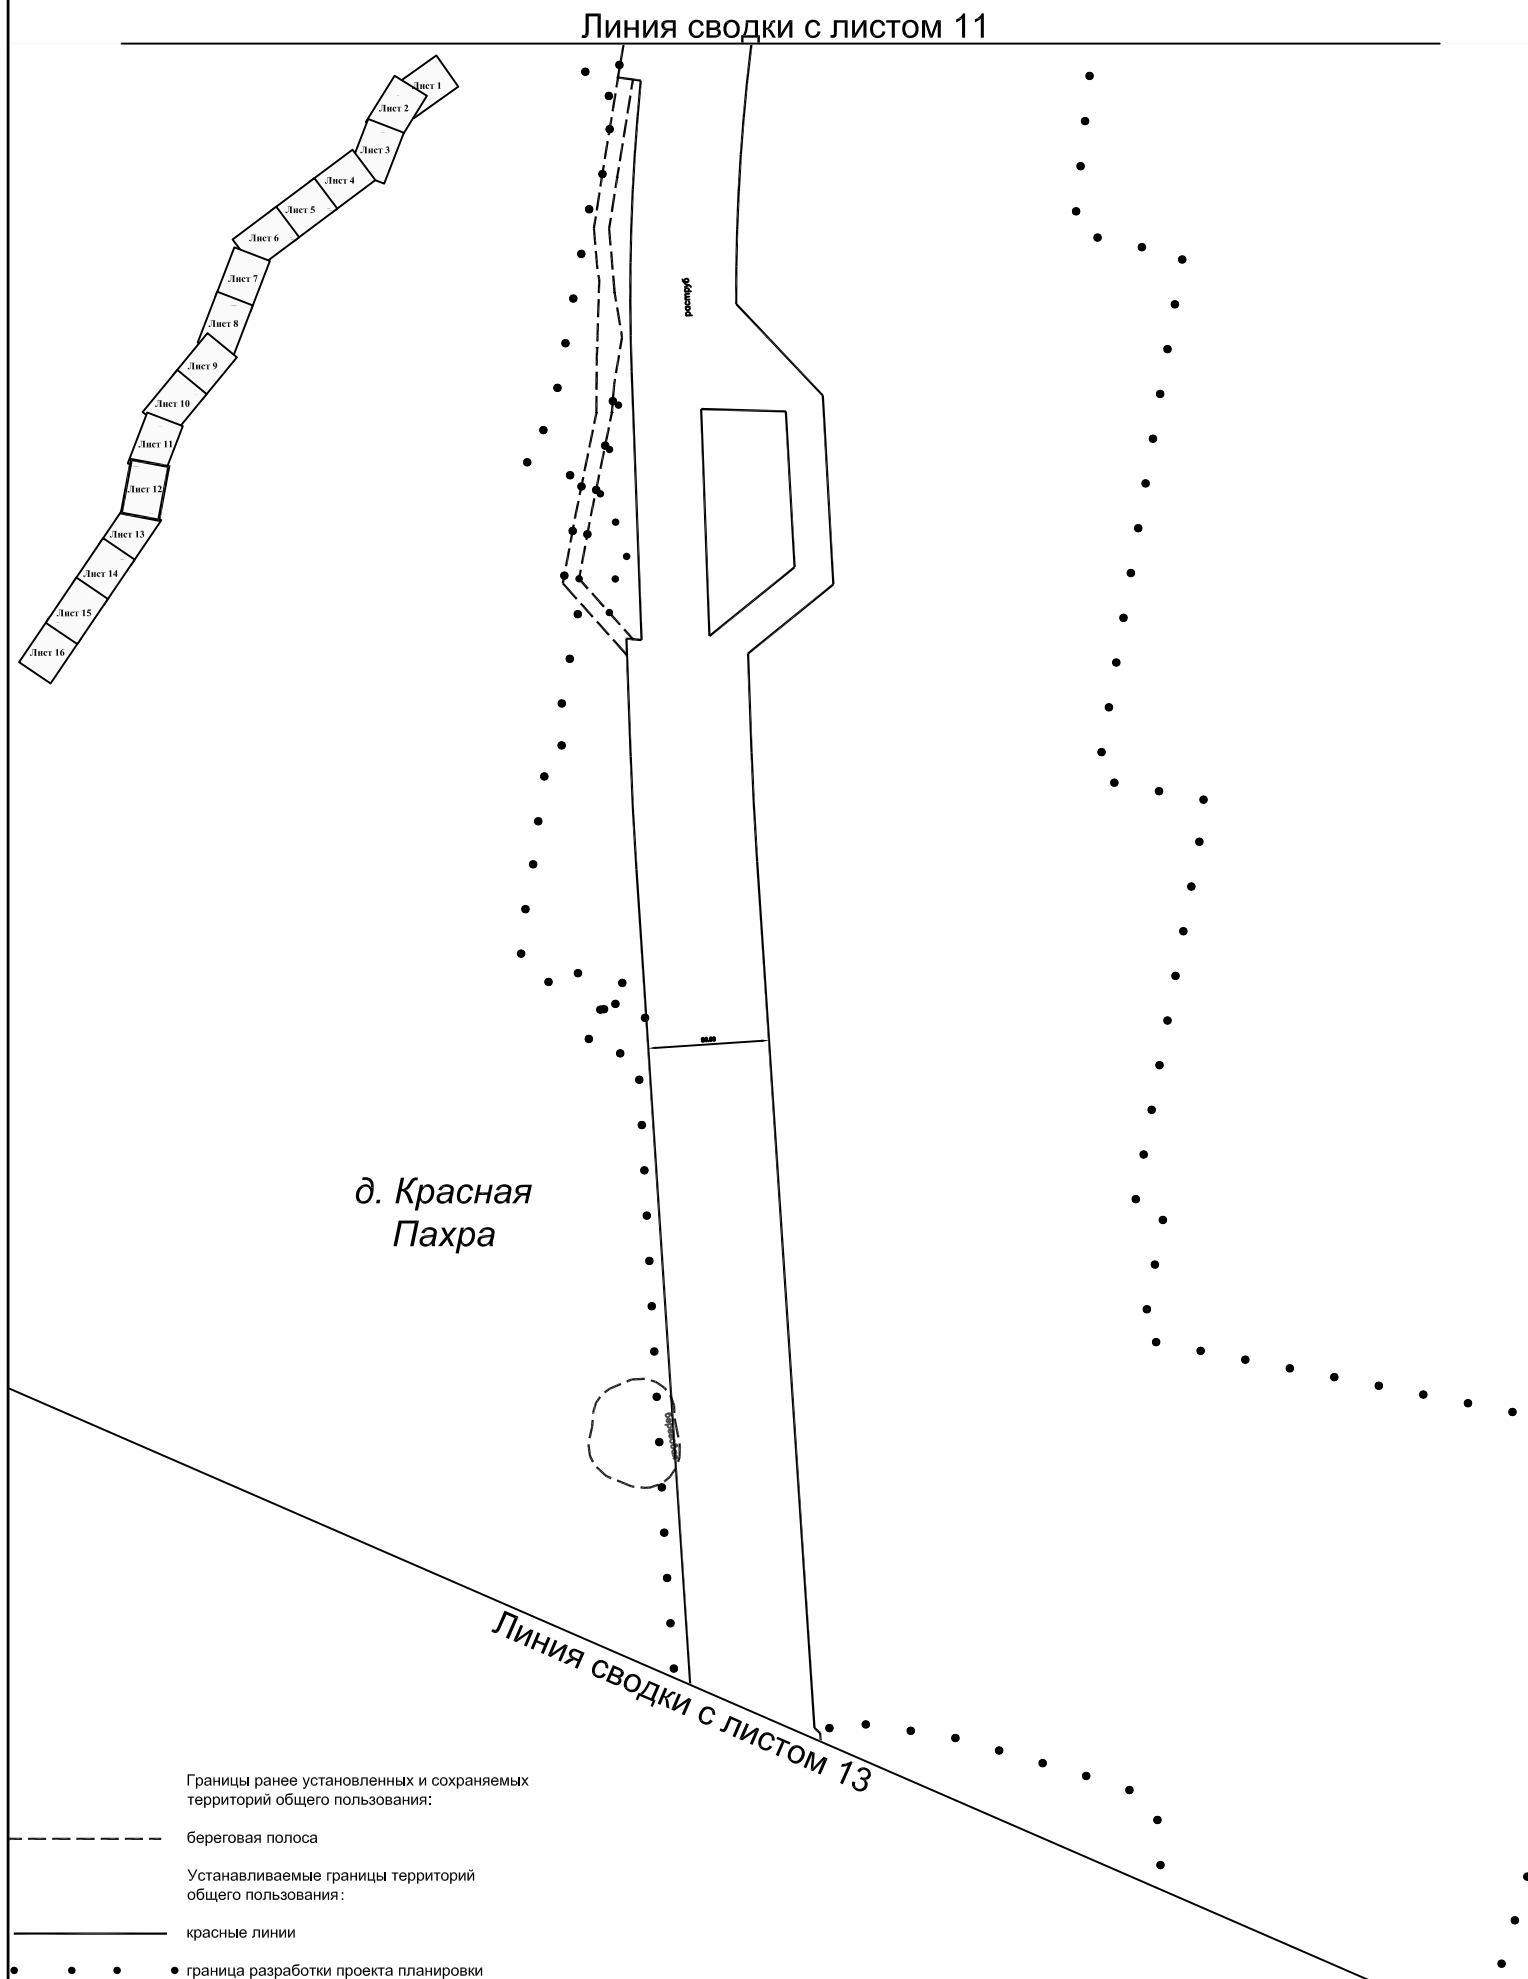 Линия сводки с листом 11
Лист 1
Лист 2
Лист 3
Лист 4
Лист 5
Лист 6
Лист 7
Лист 8
Лист 9
Лист 10
Лист 11
Лист 12
Лист 13
Лист 14
Лист 15
Лист 16
раструб
д. Красная
Пахра
Линия сводки с листом 13
Границы ранее установленных и сохраняемых
территорий общего пользования:
береговая полоса
Устанавливаемые границы территорий
общего пользования:
красные линии
граница разработки проекта планировки